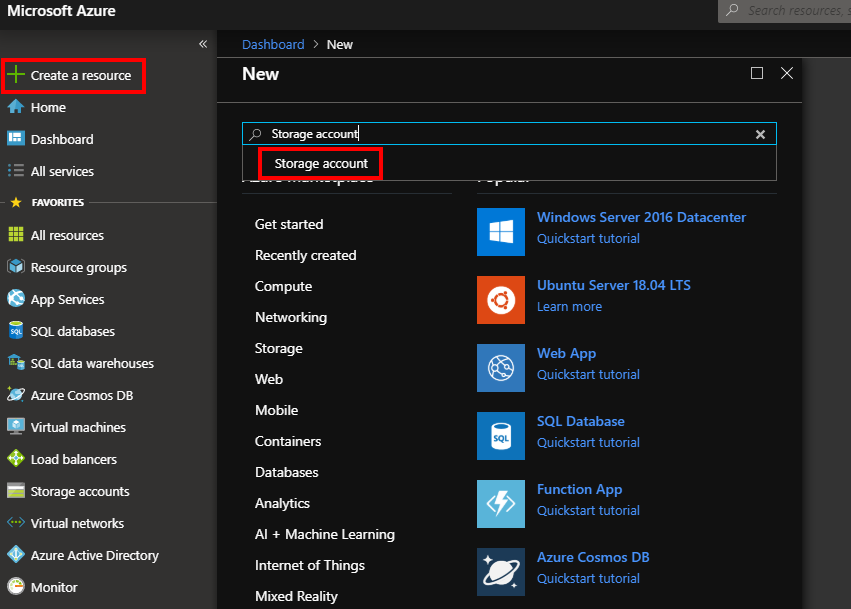 Microsoft Azure
Search resources, s
«
Dashboard > New
Create a resource
Home
Dashboard
All services
FAVORITES
All resources
Resource groups
App Services
SQL databases
SQL data warehouses
Azure Cosmos DB
Virtual machines
Load balancers
Storage accounts
Virtual networks
Azure Active Directory
Monitor
New
Storage account
Storage account
Azure Marketplace
Popular
Get started
Recently created
Compute
Networking
Storage
Web
Mobile
Containers
Databases
Analytics
AI + Machine Learning
Internet of Things
Mixed Reality
Windows Server 2016 Datacenter
Quickstart tutorial
Ubuntu Server 18.04 LTS
Learn more
Web App
Quickstart tutorial
SQL
SQL Database
Quickstart tutorial
Function App
Quickstart tutorial
Azure Cosmos DB
Quickstart tutorial